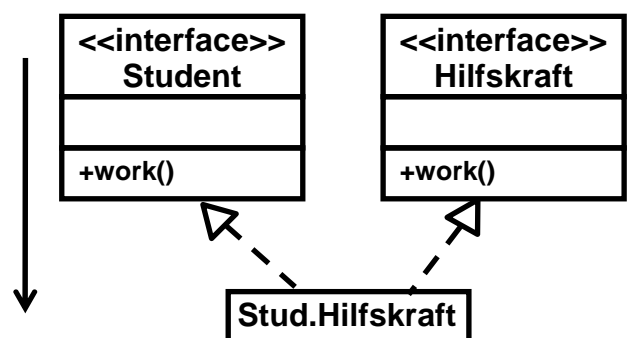 <<interface>>
Student
+work()
<<interface>>
Hilfskraft
+work()
Stud.Hilfskraft